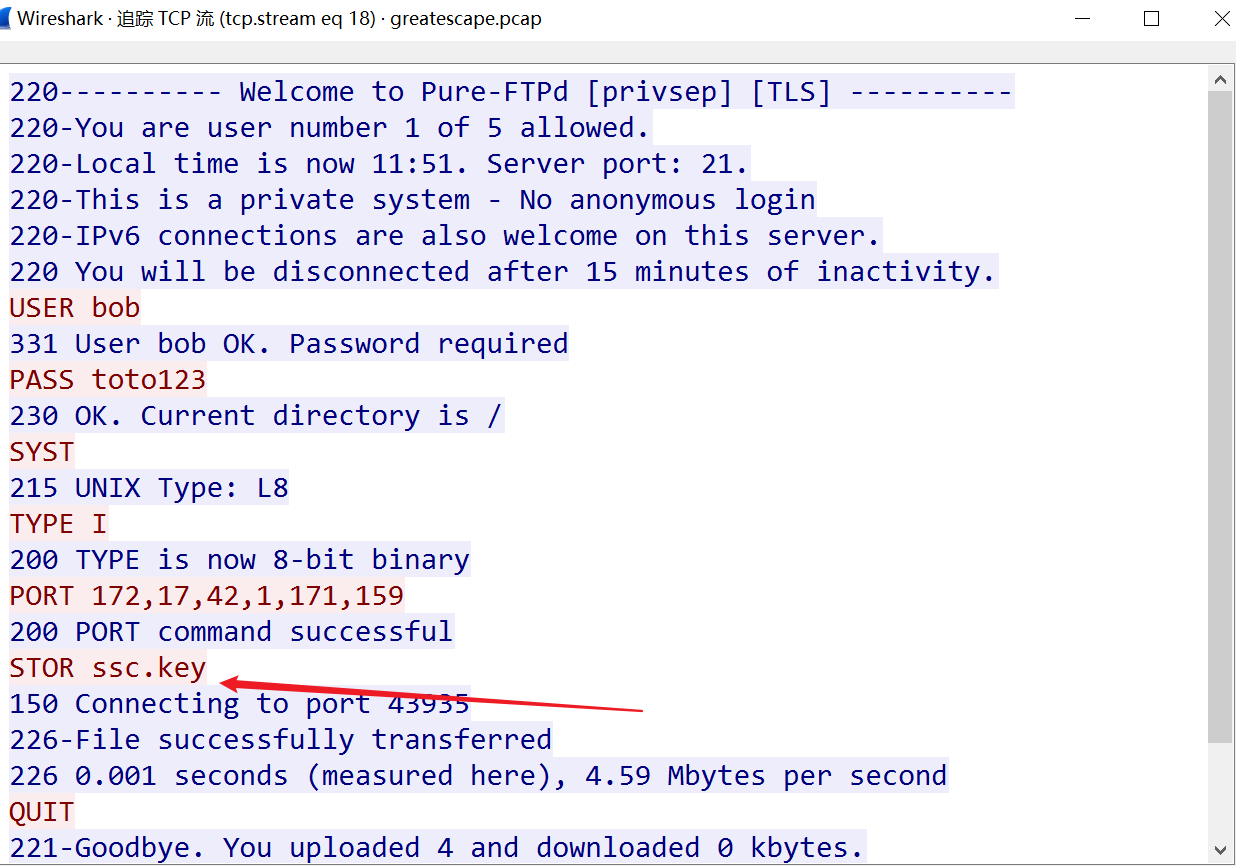 Wireshark · 追踪 TCP 流 (tcp.stream eq 18) · greatescape.pcap
220---------- Welcome to Pure-FTPd [privsep] [TLS] ----------
220-You are user number 1 of 5 allowed.
220-Local time is now 11:51. Server port: 21.
220-This is a private system - No anonymous login
220-IPv6 connections are also welcome on this server.
220 You will be disconnected after 15 minutes of inactivity.
USER bob
331 User bob OK. Password required
PASS toto123
230 OK. Current directory is /
SYST
215 UNIX Type: L8
TYPE I
200 TYPE is now 8-bit binary
PORT 172,17,42,1,171,159
200 PORT command successful
STOR ssc.key
150 Connecting to port 43935
226-File successfully transferred
226 0.001 seconds (measured here), 4.59 Mbytes per second
QUIT
221-Goodbye. You uploaded 4 and downloaded 0 kbytes.